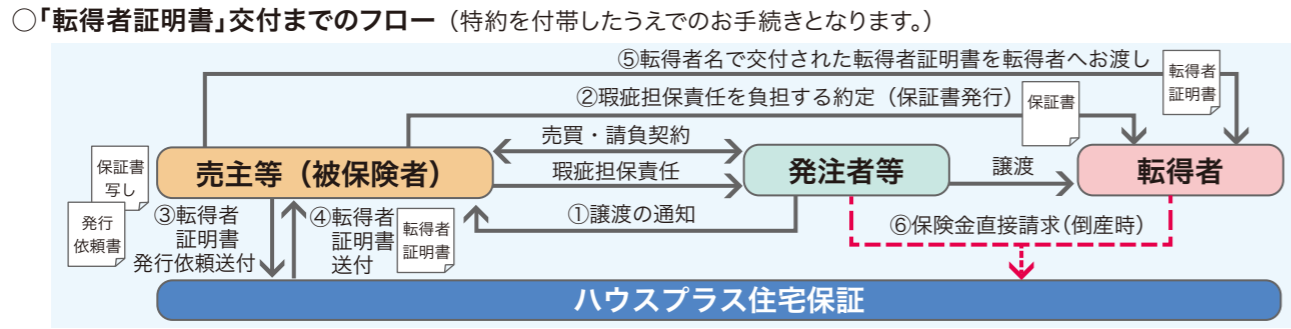 ○「転得者証明書」交付までのフロー（特約を付帯したうえでのお手続きとなります。）
⑤転得者名で交付された転得者証明書を転得者へお渡し
転得者
証明書
②瑕疵担保責任を負担する約定（保証書発行）
保証書
売買・請負契約
保証書
写し
売主等（被保険者）
瑕疵担保責任
発注者等
譲渡
転得者
発行
依頼書
③転得者
証明書
発行依頼送付
④転得者
証明書
送付
転得者
証明書
①譲渡の通知
⑥保険金直接請求（倒産時）
ハウスプラス住宅保証